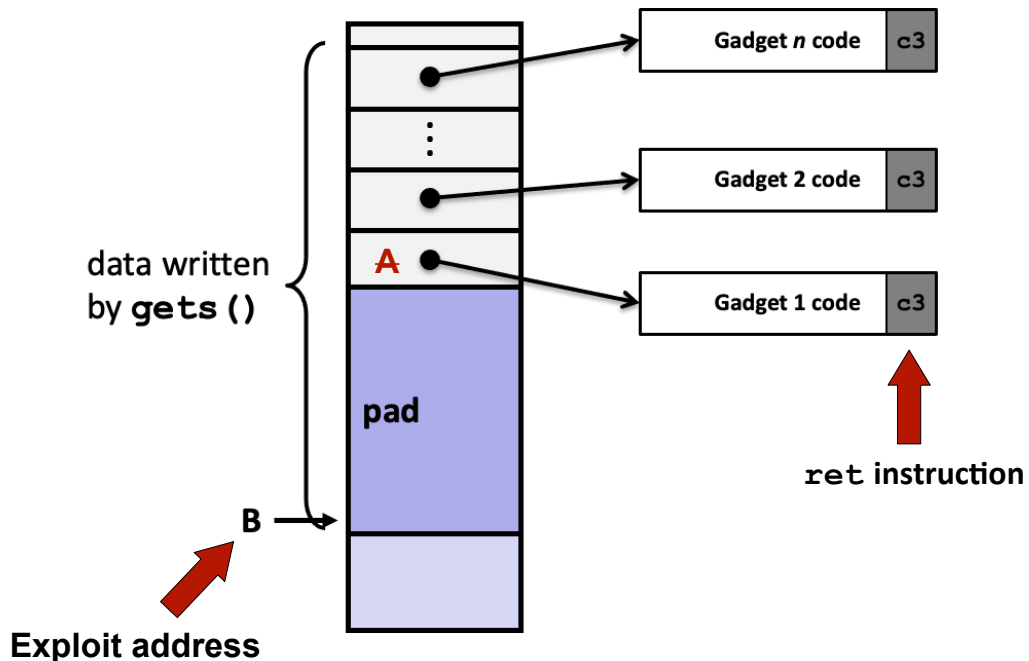 Gadget n code c3
Gadget 2 code c3
A
data written
by gets()
Gadget 1 code c3
pad
ret instruction
B
Exploit address